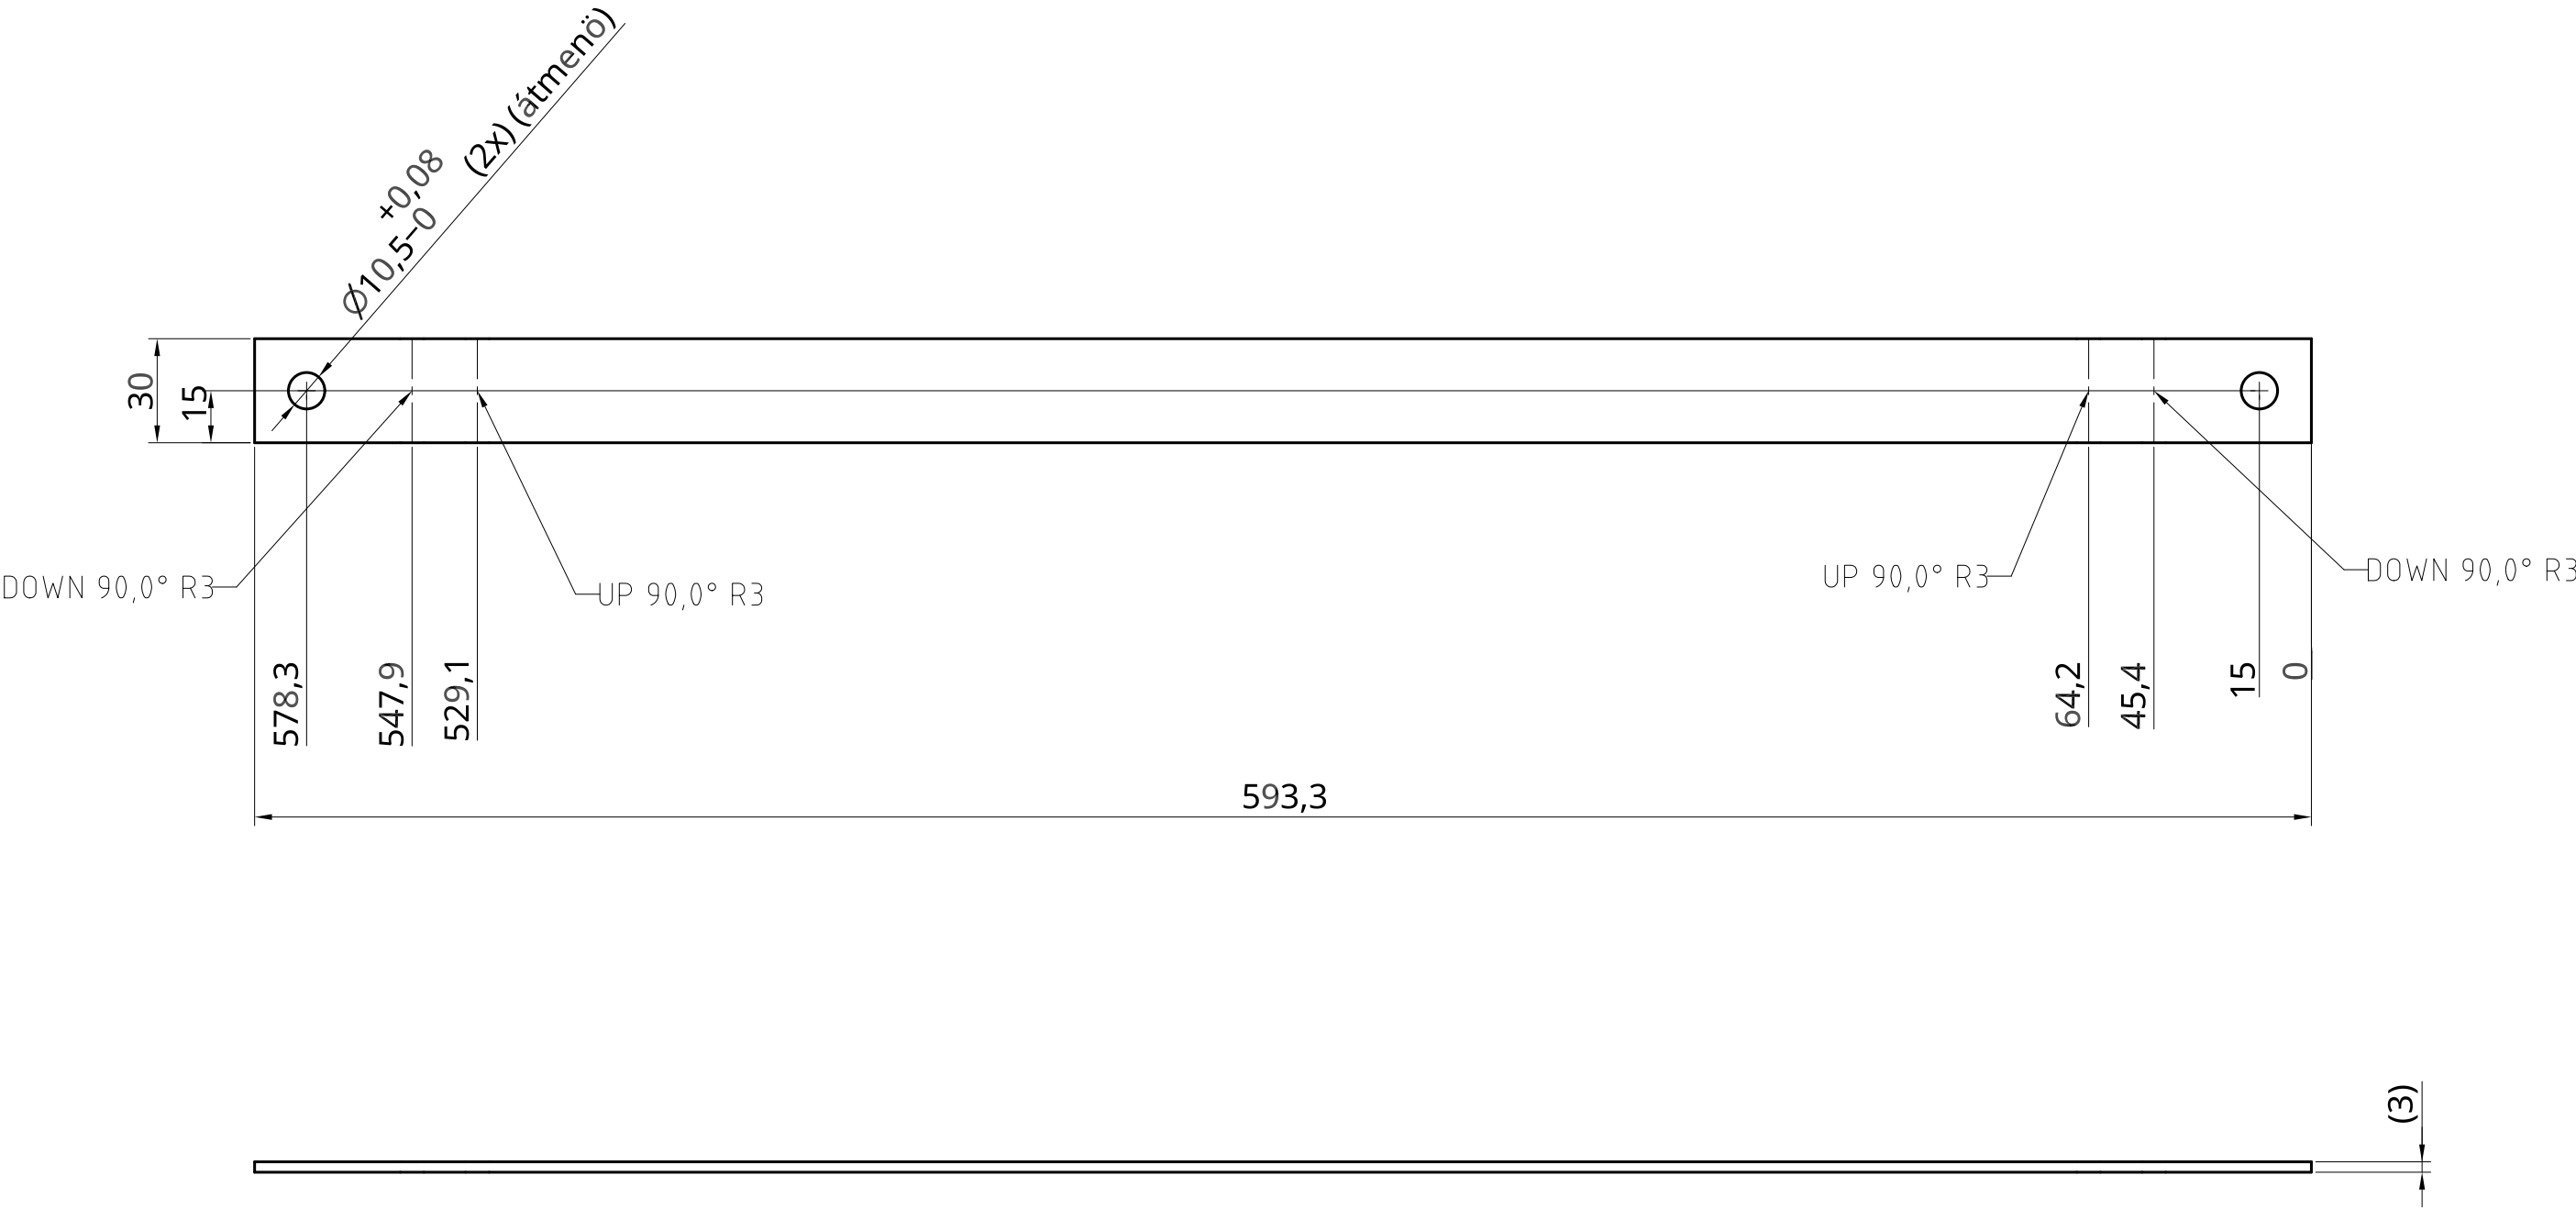 (2x) (átmenö)
+0,08
Ø10,5-0
30
15
DOWN 90,0° R3
UP 90,0° R3
UP 90,0° R3
DOWN 90,0° R3
578,3
547,9
529,1
64,2
45,4
15
0
593,3
(3)